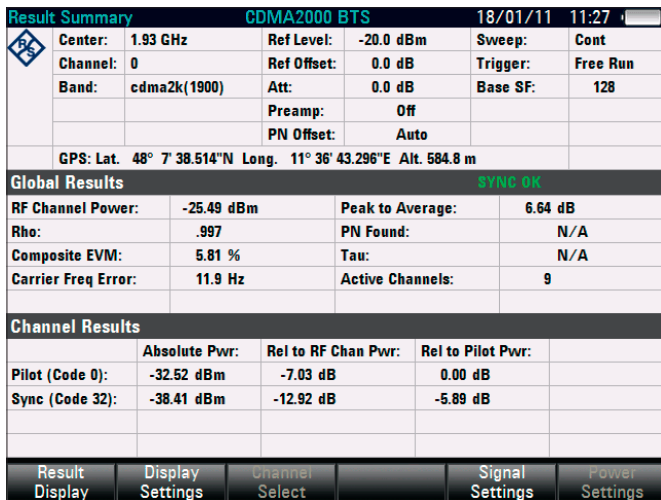 Result Summary CDMA2000 BTS 18/01/11 11:27
R&S
Center: 1.93 GHz Ref Level: -20.0 dBm Sweep: Cont
Channel: 0 Ref Offset: 0.0 dB Trigger: Free Run
Band: cdma2k(1900) Att: 0.0 dB Base SF: 128
Preamp: Off
PN Offset: Auto
GPS: Lat. 48° 7' 38.514"N Long. 11° 36' 43.296"E Alt. 584.8 m
Global Results SYNC OK
RF Channel Power: -25.49 dBm Peak to Average: 6.64 dB
Rho: .997 PN Found: N/A
Composite EVM: 5.81 % Tau: N/A
Carrier Freq Error: 11.9 Hz Active Channels: 9
Channel Results
Absolute Pwr: Rel to RF Chan Pwr: Rel to Pilot Pwr:
Pilot (Code 0): -32.52 dBm -7.03 dB 0.00 dB
Sync (Code 32): -38.41 dBm -12.92 dB -5.89 dB
Result Display Display Settings Channel Select Signal Settings Power Settings